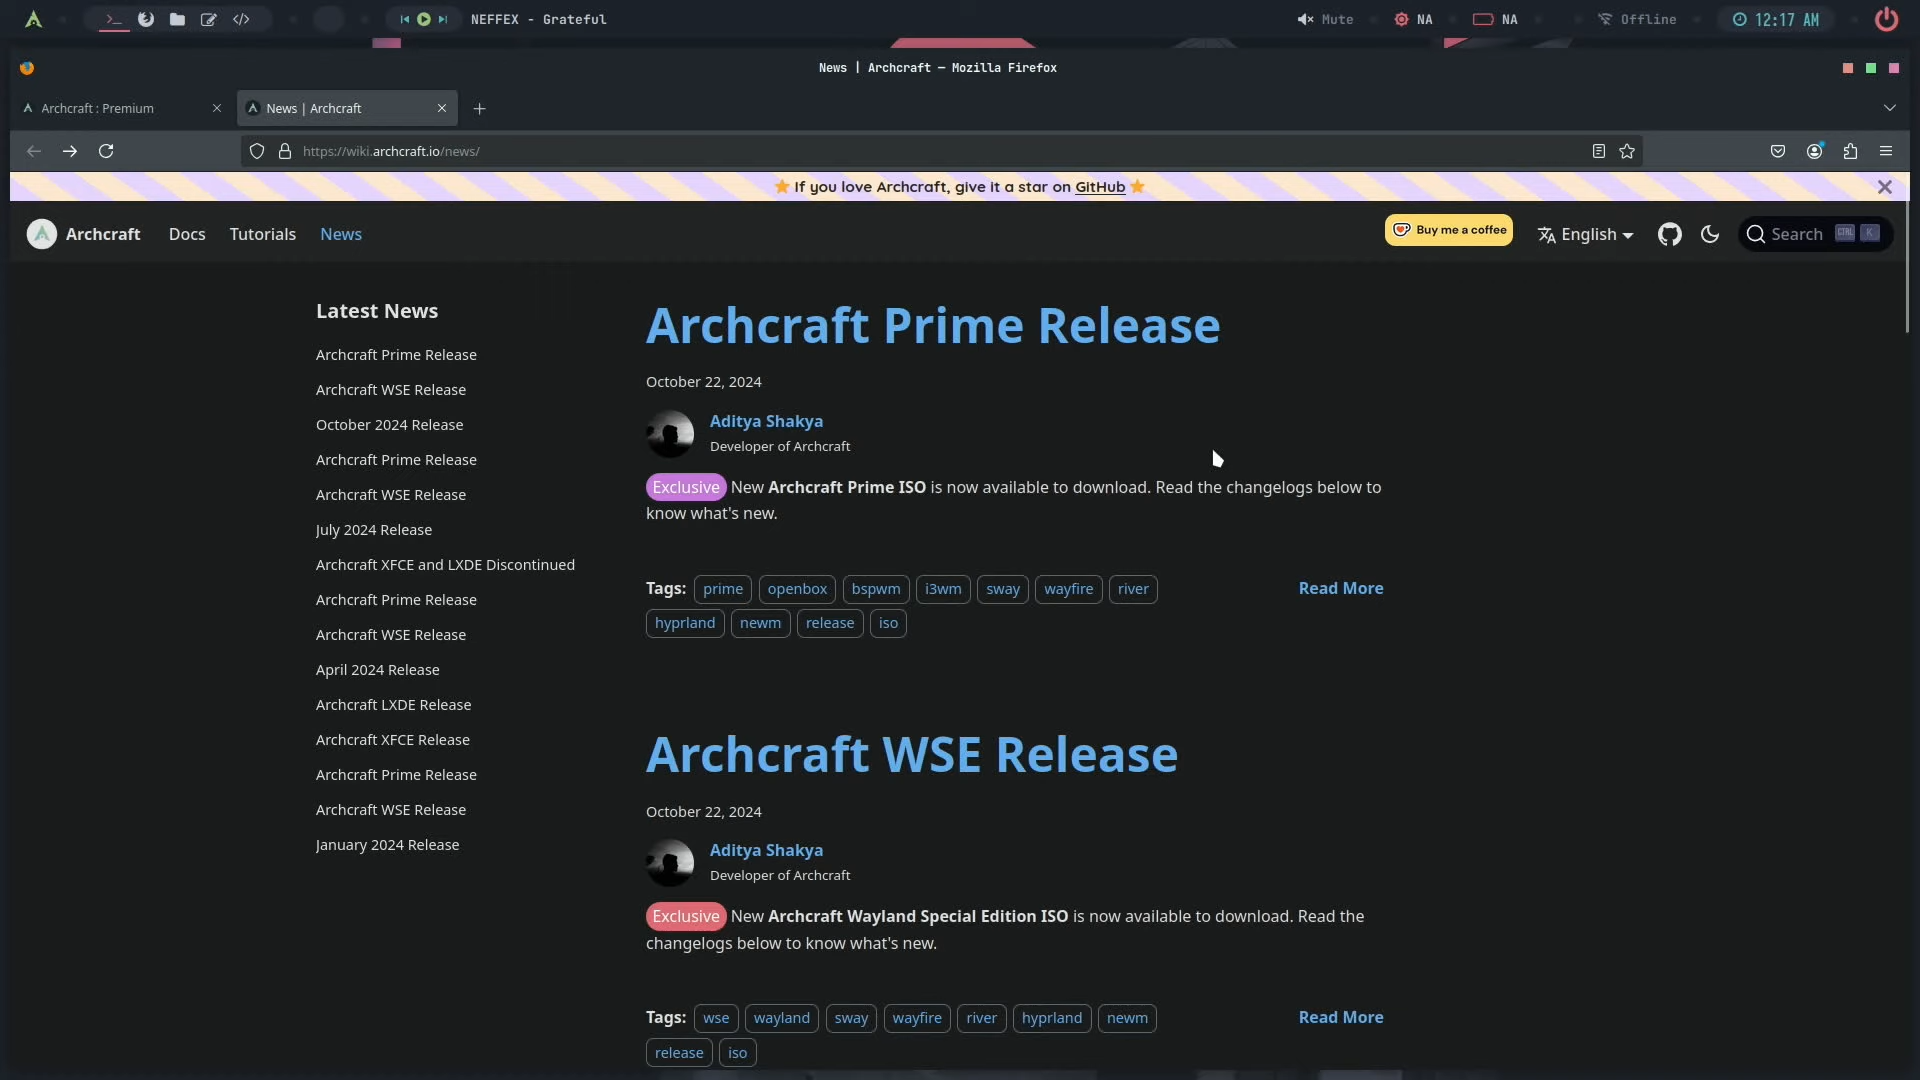 NEFFEX - Grateful
Mute
NA
NA
Offline
12:17 AM
News | Archcraft — Mozilla Firefox
Archcraft : Premium
News | Archcraft
https://wiki.archcraft.io/news/
If you love Archcraft, give it a star on GitHub
Archcraft
Docs
Tutorials
News
Buy me a coffee
English
Search
CTRL
K
Latest News
Archcraft Prime Release
Archcraft WSE Release
October 2024 Release
Archcraft Prime Release
Archcraft WSE Release
July 2024 Release
Archcraft XFCE and LXDE Discontinued
Archcraft Prime Release
Archcraft WSE Release
April 2024 Release
Archcraft LXDE Release
Archcraft XFCE Release
Archcraft Prime Release
Archcraft WSE Release
January 2024 Release
Archcraft Prime Release
October 22, 2024
Aditya Shakya
Developer of Archcraft
Exclusive New Archcraft Prime ISO is now available to download. Read the changelogs below to
know what's new.
Tags: prime openbox bspwm i3wm sway wayfire river
hyprland newm release iso
Read More
Archcraft WSE Release
October 22, 2024
Aditya Shakya
Developer of Archcraft
Exclusive New Archcraft Wayland Special Edition ISO is now available to download. Read the
changelogs below to know what's new.
Tags: wse wayland sway wayfire river hyprland newm
release iso
Read More